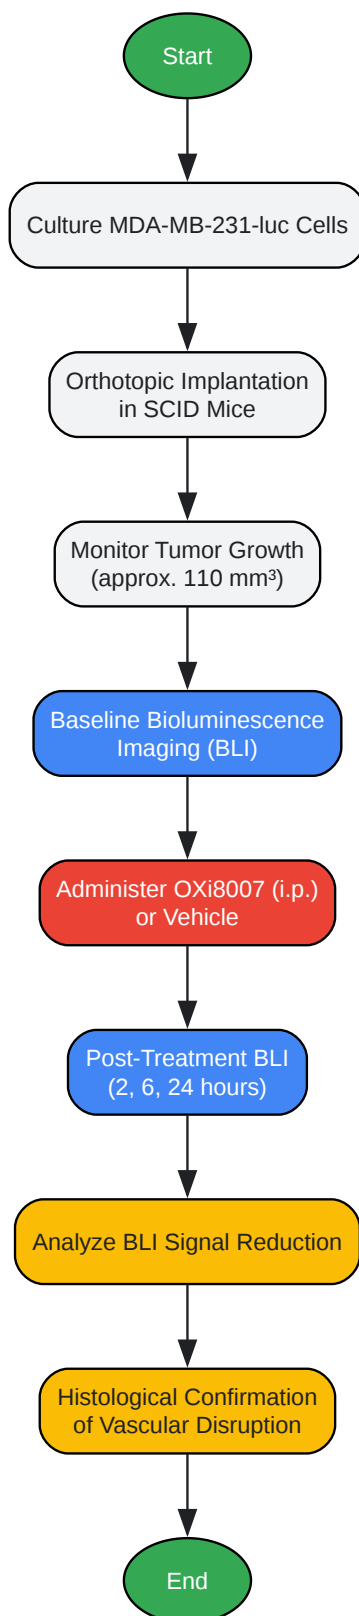 Start
Culture MDA-MB-231-luc Cells
Orthotopic Implantation
in SCID Mice
Monitor Tumor Growth
(approx. 110 mm³)
Baseline Bioluminescence
Imaging (BLI)
Administer OXi8007 (i.p.)
or Vehicle
Post-Treatment BLI
(2, 6, 24 hours)
Analyze BLI Signal Reduction
Histological Confirmation
of Vascular Disruption
End